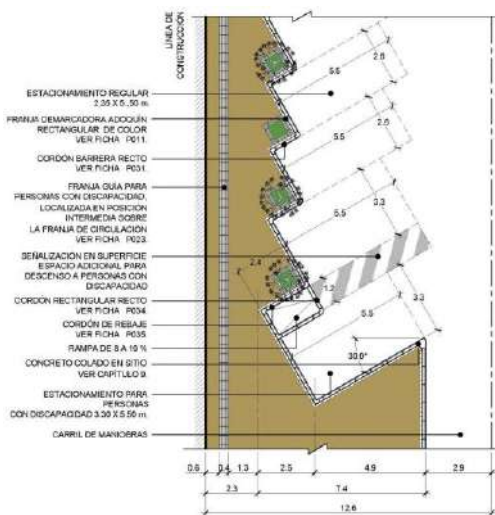 LINEA DE
CONSTRUCCIÓN
ESTACIONAMIENTO REGULAR
2.35 X 5.50 m.
FRANJA DEMARCADORA ADOQUÍN
RECTANGULAR DE COLOR
VER FICHA P011.
CORDÓN BARRERA RECTO
VER FICHA P031.
FRANJA GUÍA PARA
PERSONAS CON DISCAPACIDAD,
LOCALIZADA EN POSICIÓN
INTERMEDIA SOBRE
LA FRANJA DE CIRCULACIÓN
VER FICHA P023.
SEÑALIZACIÓN EN SUPERFICIE
ESPACIO ADICIONAL PARA
DESCENSO A PERSONAS CON
DISCAPACIDAD
CORDÓN RECTANGULAR RECTO
VER FICHA P034.
CORDÓN DE REBAJE
VER FICHA P035.
RAMPA DE 8 A 10 %
CONCRETO COLADO EN SITIO
VER CAPÍTULO 9.
ESTACIONAMIENTO PARA
PERSONAS
CON DISCAPACIDAD 3.30 X 5.50 m.
CARRIL DE MANIOBRAS
5.5
5.5
5.5
3.3
2.4
1.2
5.5
3.3
30.0°
0.6 0.4 1.3 2.5 4.9 2.9
2.3 7.4
12.6